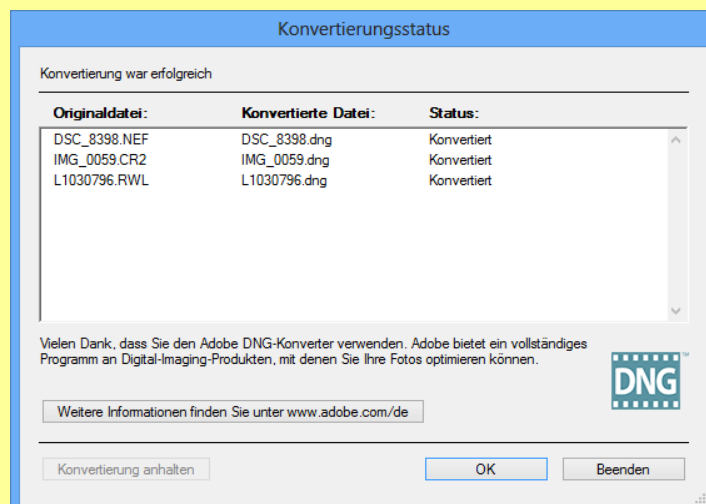 Konvertierungsstatus
Konvertierung war erfolgreich
Originaldatei: Konvertierte Datei: Status:
DSC_8398.NEF DSC_8398.dng Konvertiert
IMG_0059.CR2 IMG_0059.dng Konvertiert
L1030796.RWL L1030796.dng Konvertiert
Vielen Dank, dass Sie den Adobe DNG-Konverter verwenden. Adobe bietet ein vollständiges
Programm an Digital-Imaging-Produkten, mit denen Sie Ihre Fotos optimieren können.
DNG™
Weitere Informationen finden Sie unter www.adobe.com/de
Konvertierung anhalten OK Beenden